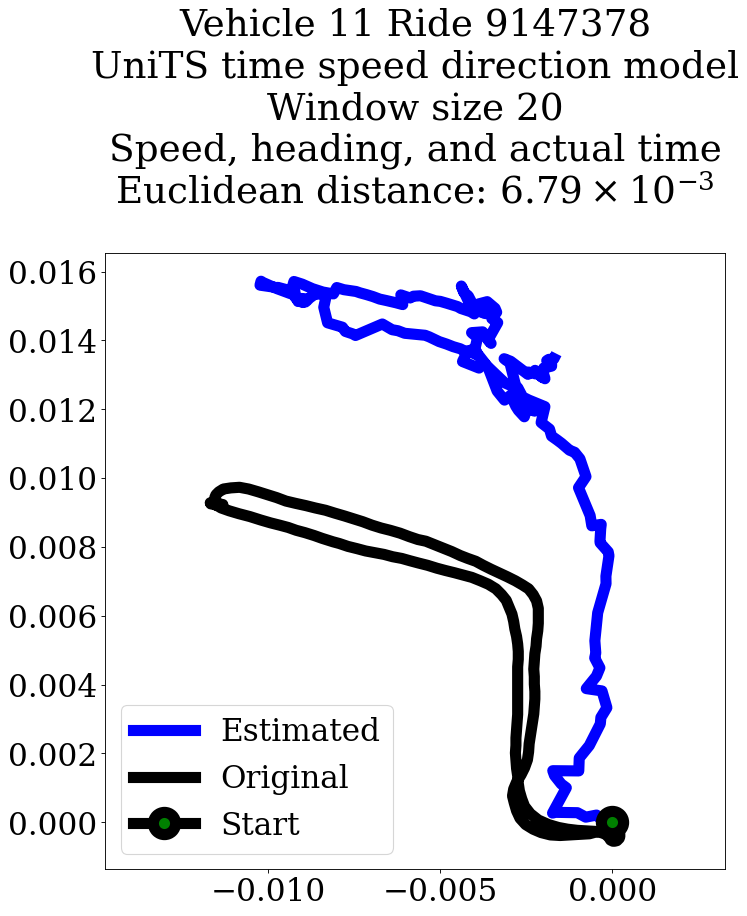 Vehicle 11 Ride 9147378
UniTS time speed direction model
Window size 20
Speed, heading, and actual time
Euclidean distance: 6.79 × 10⁻³
0.016
0.014
0.012
0.010
0.008
0.006
0.004
0.002
0.000
Estimated
Original
Start
−0.010 −0.005 0.000